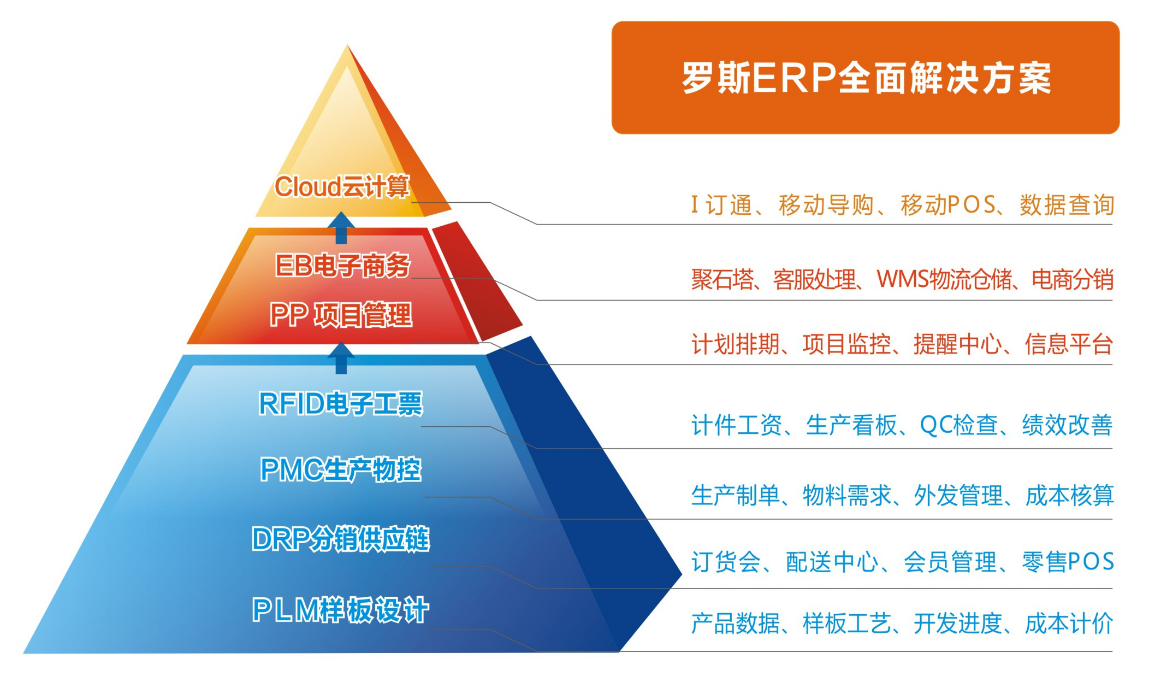 罗斯ERP全面解决方案
Cloud云计算
I 订通、移动导购、移动POS、数据查询
EB电子商务
聚石塔、客服处理、WMS物流仓储、电商分销
PP 项目管理
计划排期、项目监控、提醒中心、信息平台
RFID电子工票
计件工资、生产看板、QC检查、绩效改善
PMC生产物控
生产制单、物料需求、外发管理、成本核算
DRP分销供应链
订货会、配送中心、会员管理、零售POS
PLM样板设计
产品数据、样板工艺、开发进度、成本计价